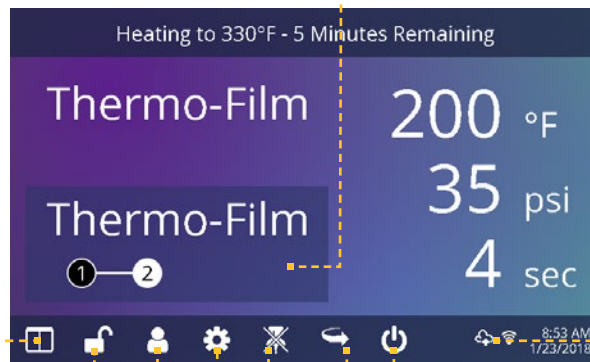 Heating to 330°F - 5 Minutes Remaining
Thermo-Film
200 °F
35 psi
Thermo-Film
1 2
4 sec
8:53 AM
1/23/2018